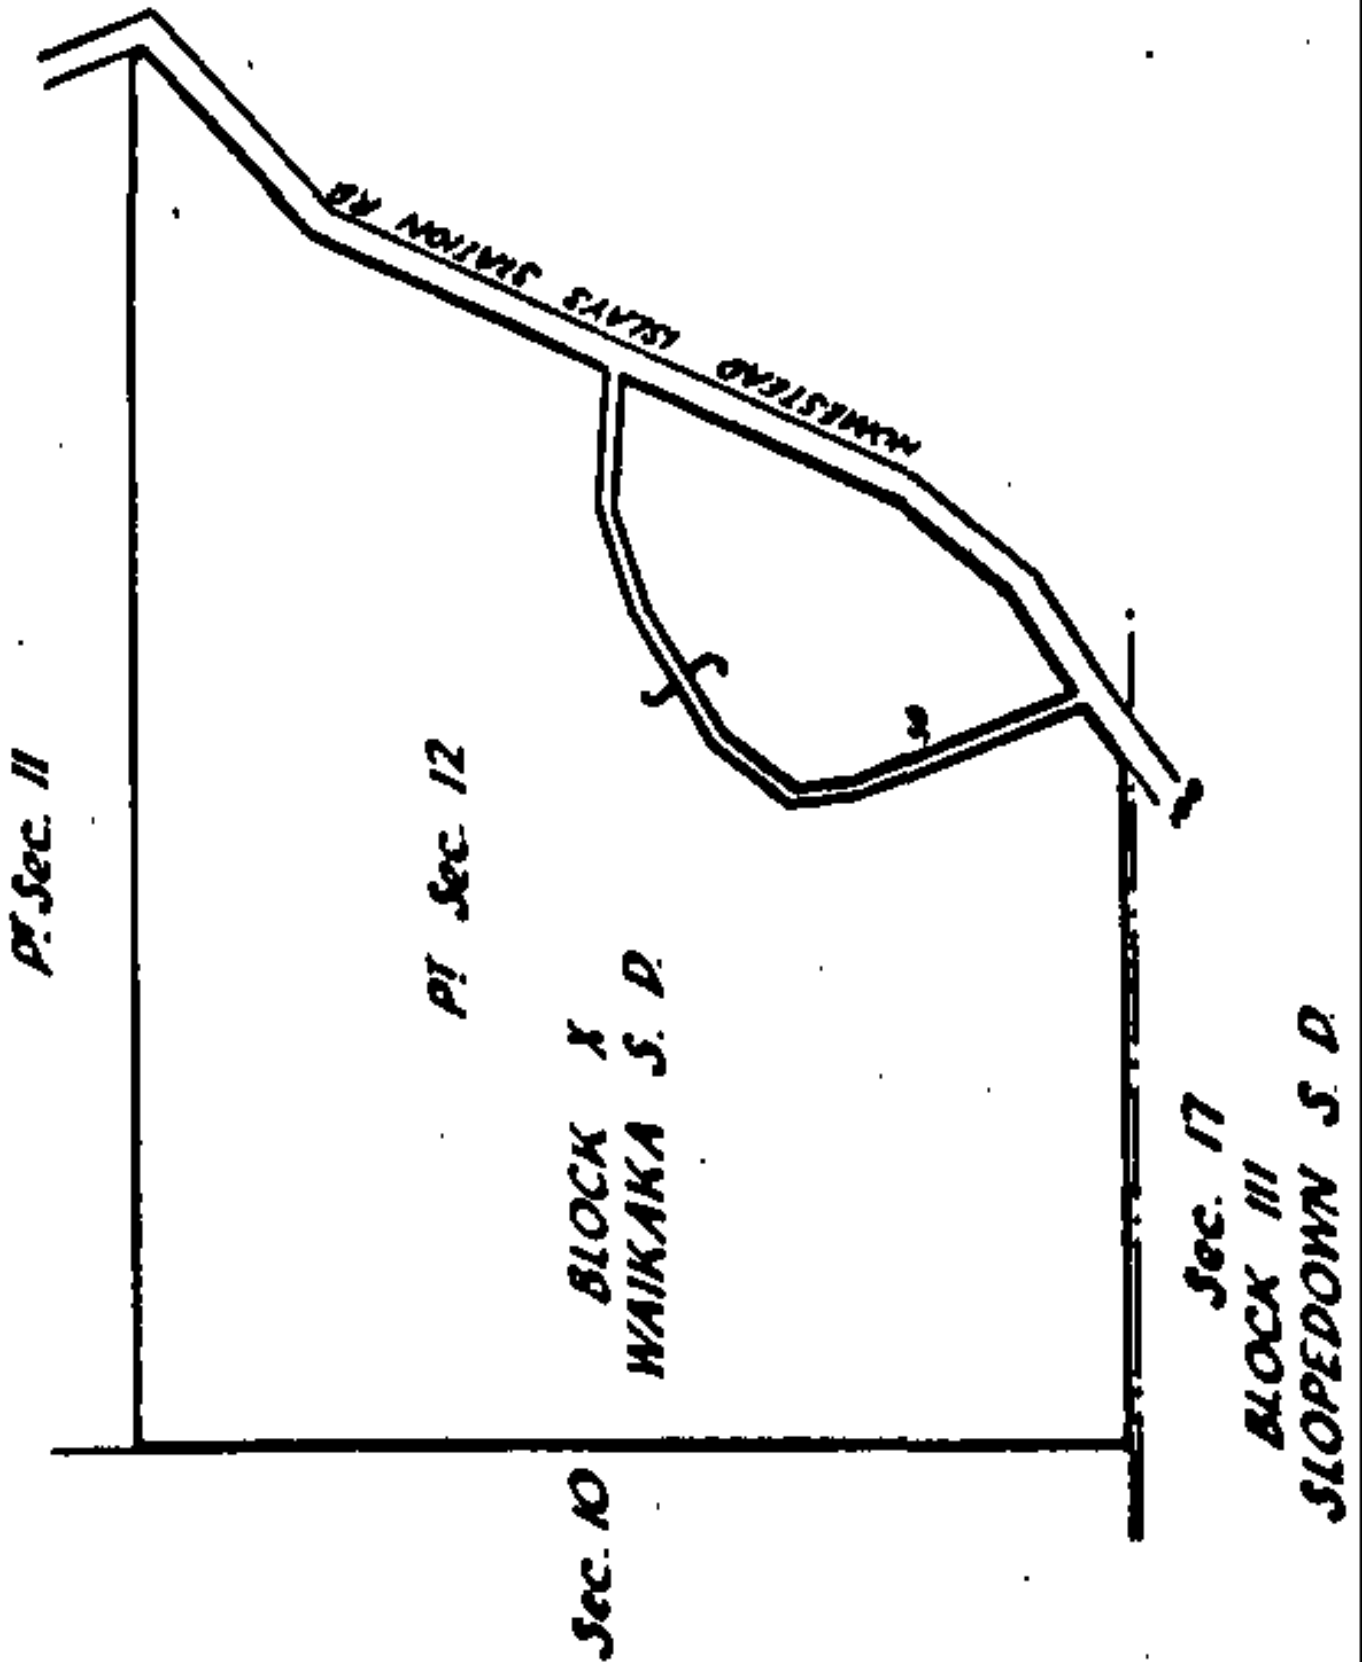 Pt. Sec. 11
Pt Sec. 12
BLOCK X
WAIKAKA S. D.
Sec. 10
HOMESTEAD ISLAYS STATION RD
Sec. 17
BLOCK III
SLOPEDOWN S. D.